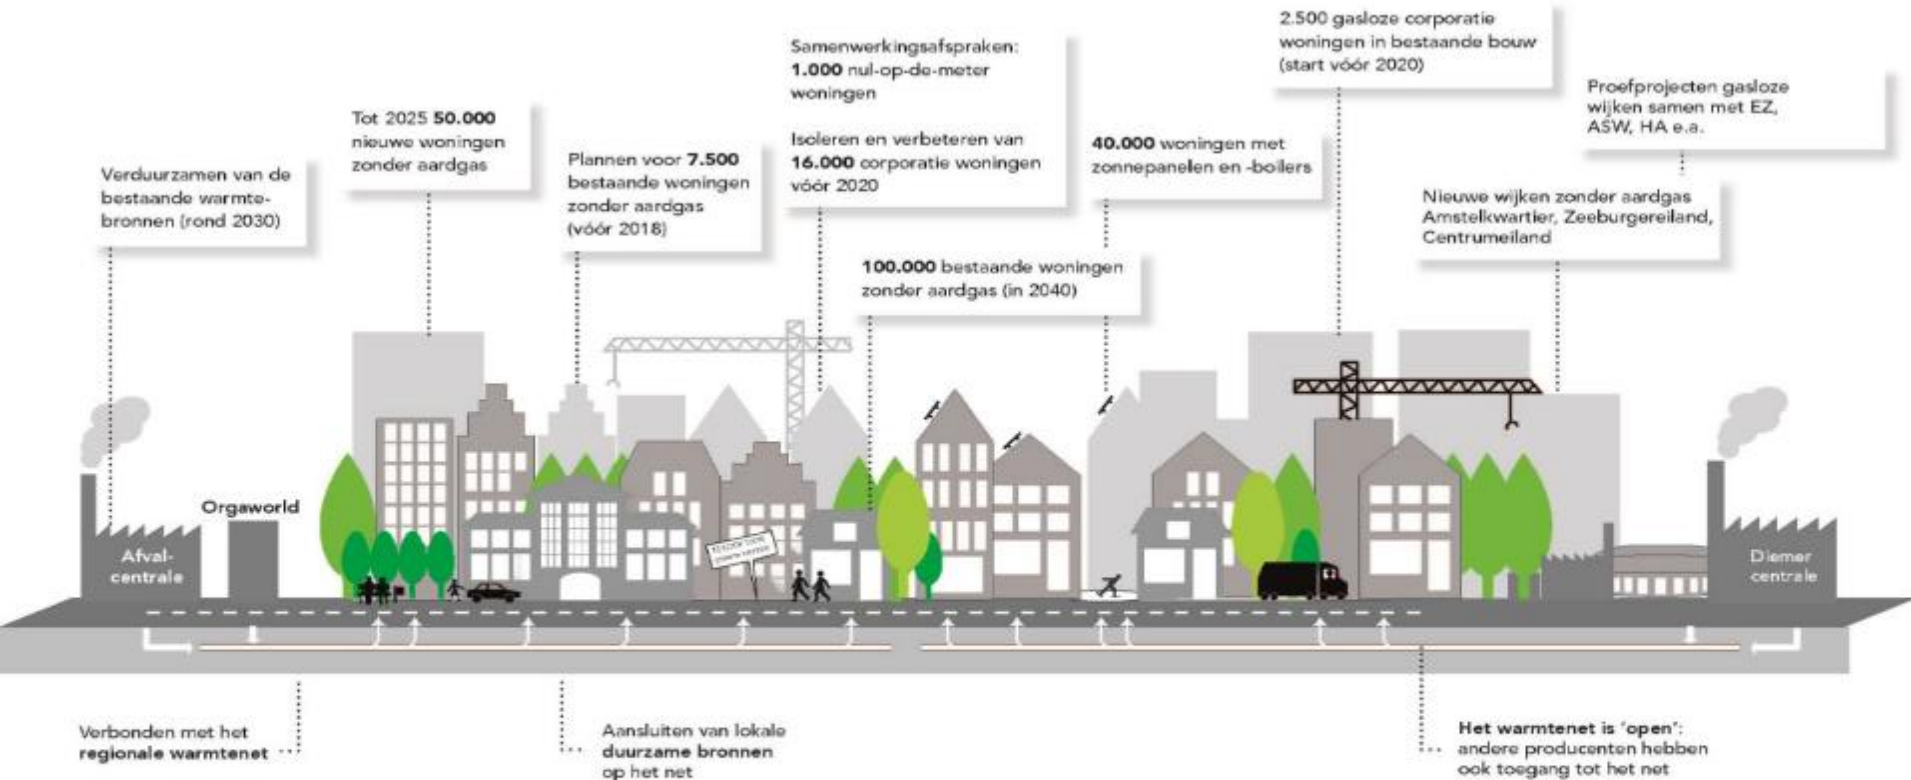 Verduurzamen van de
bestaande warmte-
bronnen (rond 2030)
Tot 2025 50.000
nieuwe woningen
zonder aardgas
Plannen voor 7.500
bestaande woningen
zonder aardgas
(vóór 2018)
Samenwerkingsafspraken:
1.000 nul-op-de-meter
woningen
Isoleren en verbeteren van
16.000 corporatie woningen
vóór 2020
100.000 bestaande woningen
zonder aardgas (in 2040)
40.000 woningen met
zonnepanelen en -boilers
2.500 gasloze corporatie
woningen in bestaande bouw
(start vóór 2020)
Proefprojecten gasloze
wijken samen met EZ,
ASW, HA e.a.
Nieuwe wijken zonder aardgas
Amstelkwartier, Zeeburgereiland,
Centrumeiland
Orgaworld
Afval-
centrale
Diemer
centrale
Verbonden met het
regionale warmtenet
Aansluiten van lokale
duurzame bronnen
op het net
Het warmtenet is 'open':
andere producenten hebben
ook toegang tot het net